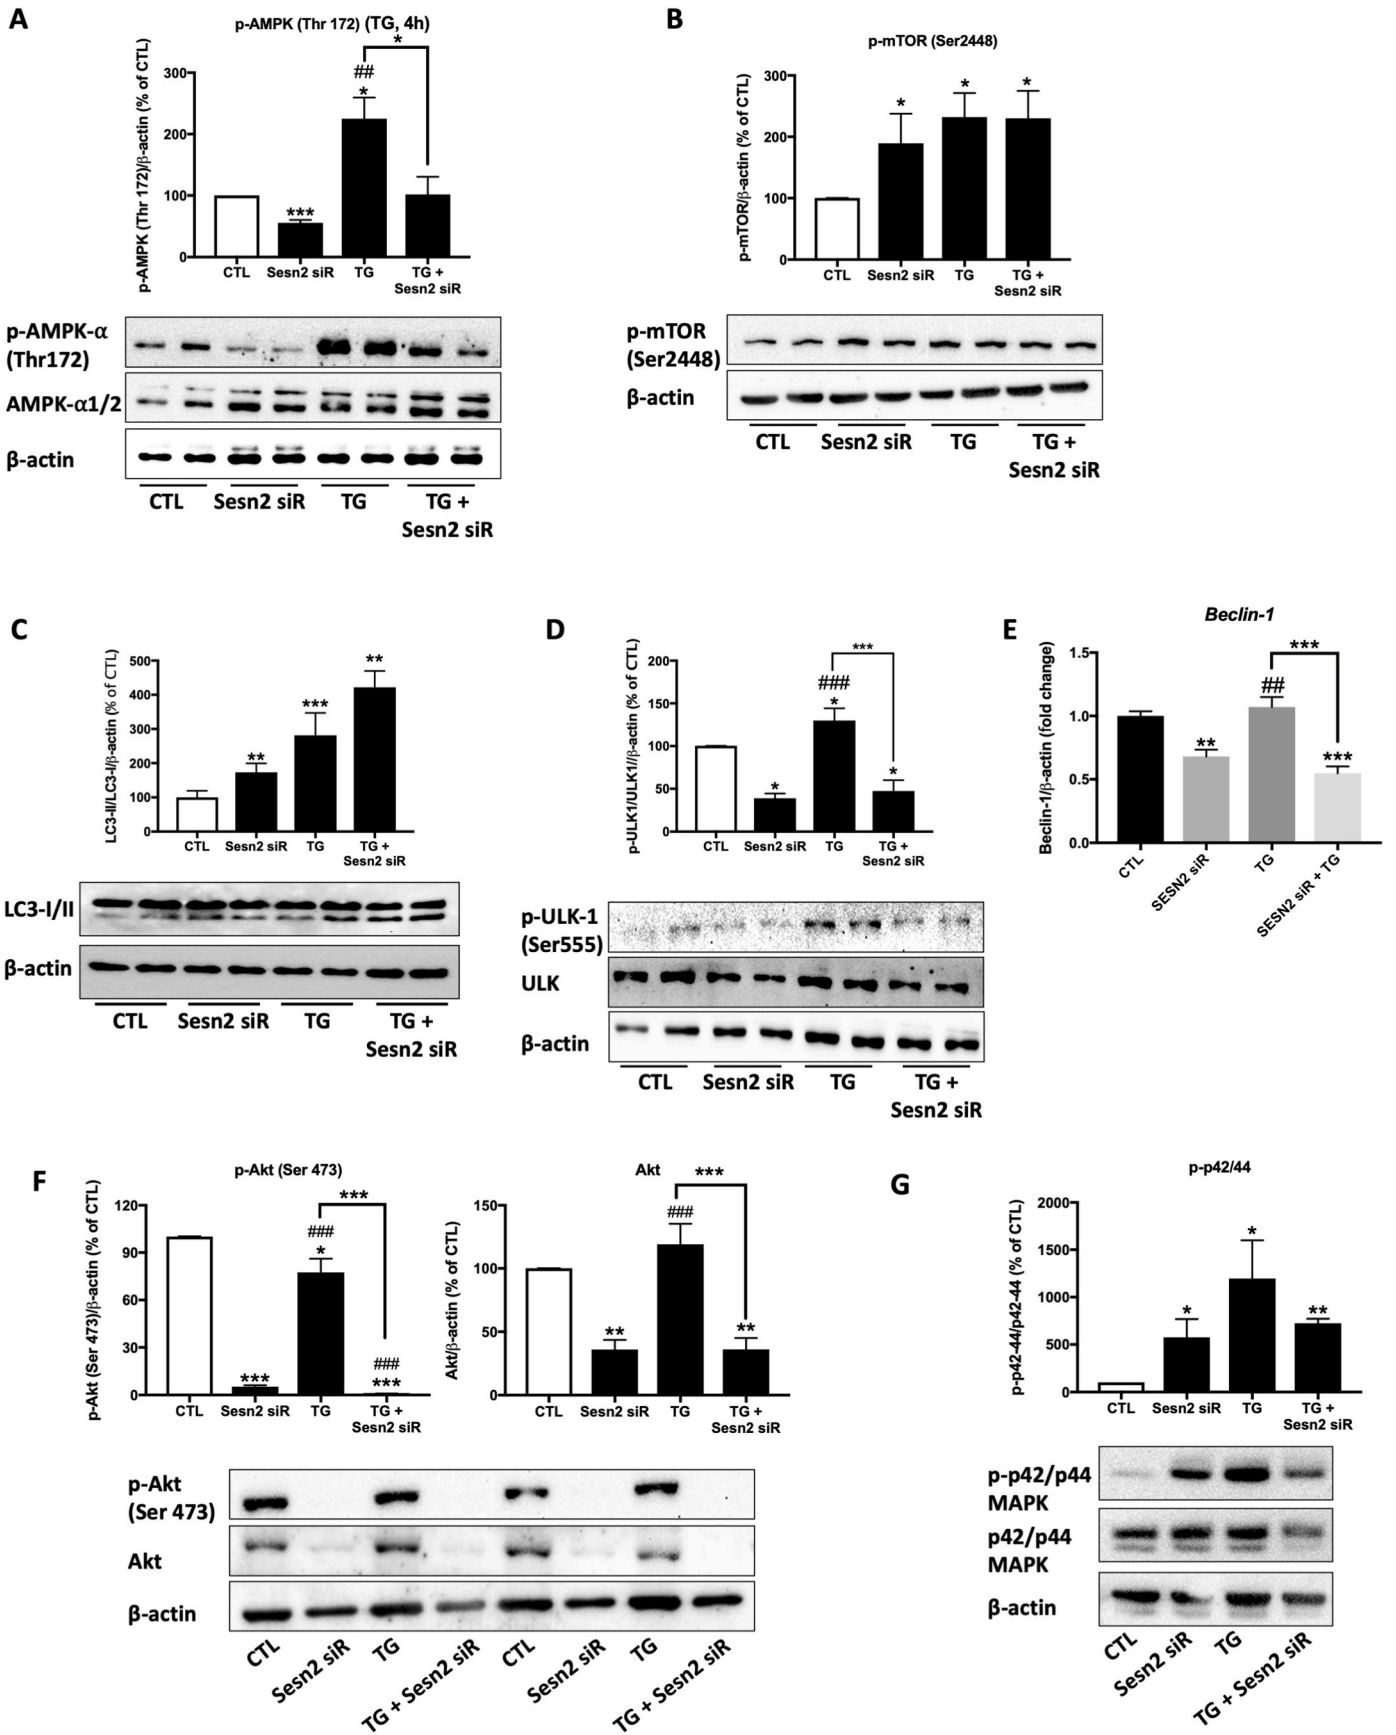 A
p-AMPK (Thr 172) (TG, 4h)
p-AMPK (Thr 172)/β-actin (% of CTL)
300
200
100
0
*
##
*
***
CTL
Sesn2 siR
TG
TG +
Sesn2 siR
p-AMPK-α
(Thr172)
AMPK-α1/2
β-actin
CTL
Sesn2 siR
TG
TG +
Sesn2 siR
B
p-mTOR (Ser2448)
p-mTOR/β-actin (% of CTL)
300
200
100
0
*
*
*
CTL
Sesn2 siR
TG
TG +
Sesn2 siR
p-mTOR
(Ser2448)
β-actin
CTL
Sesn2 siR
TG
TG +
Sesn2 siR
C
LC3-II/LC3-I/β-actin (% of CTL)
500
400
300
200
100
0
**
***
**
CTL
Sesn2 siR
TG
TG +
Sesn2 siR
LC3-I/II
β-actin
CTL
Sesn2 siR
TG
TG +
Sesn2 siR
D
p-ULK1/ULK1//β-actin (% of CTL)
200
150
100
50
0
***
###
*
*
*
CTL
Sesn2 siR
TG
TG +
Sesn2 siR
p-ULK-1
(Ser555)
ULK
β-actin
CTL
Sesn2 siR
TG
TG +
Sesn2 siR
E
Beclin-1
Beclin-1/β-actin (fold change)
1.5
1.0
0.5
0.0
***
##
**
***
CTL
SESN2 siR
TG
SESN2 siR + TG
F
p-Akt (Ser 473)
p-Akt (Ser 473)/β-actin (% of CTL)
120
90
60
30
0
***
###
*
***
###
***
CTL
Sesn2 siR
TG
TG +
Sesn2 siR
Akt
Akt/β-actin (% of CTL)
150
100
50
0
***
###
**
**
CTL
Sesn2 siR
TG
TG +
Sesn2 siR
p-Akt
(Ser 473)
Akt
β-actin
CTL
Sesn2 siR
TG
TG + Sesn2 siR
CTL
Sesn2 siR
TG
TG + Sesn2 siR
G
p-p42/44
p-p42-44/p42-44 (% of CTL)
2000
1500
1000
500
0
*
*
**
CTL
Sesn2 siR
TG
TG +
Sesn2 siR
p-p42/p44
MAPK
p42/p44
MAPK
β-actin
CTL
Sesn2 siR
TG
TG + Sesn2 siR